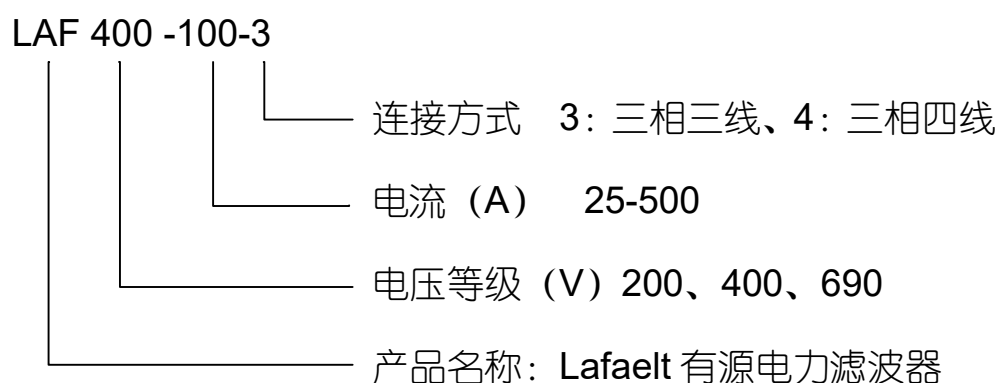 LAF 400 -100-3
连接方式 3：三相三线、4：三相四线
电流（A） 25-500
电压等级（V）200、400、690
产品名称：Lafaelt 有源电力滤波器